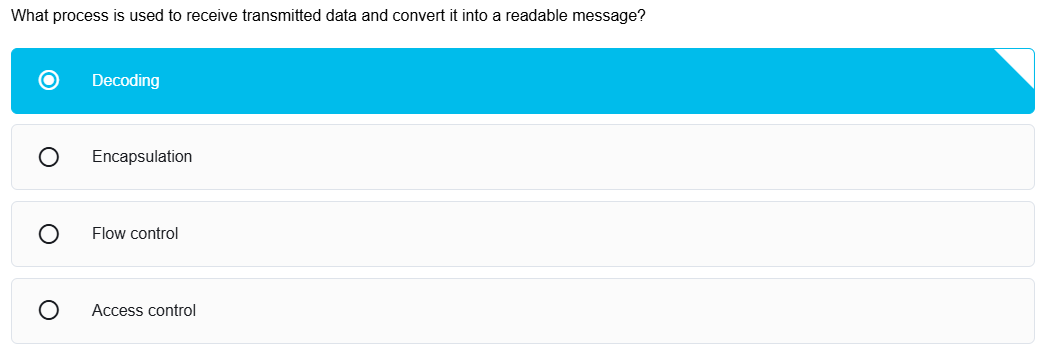 What process is used to receive transmitted data and convert it into a readable message?
Decoding
Encapsulation
Flow control
Access control